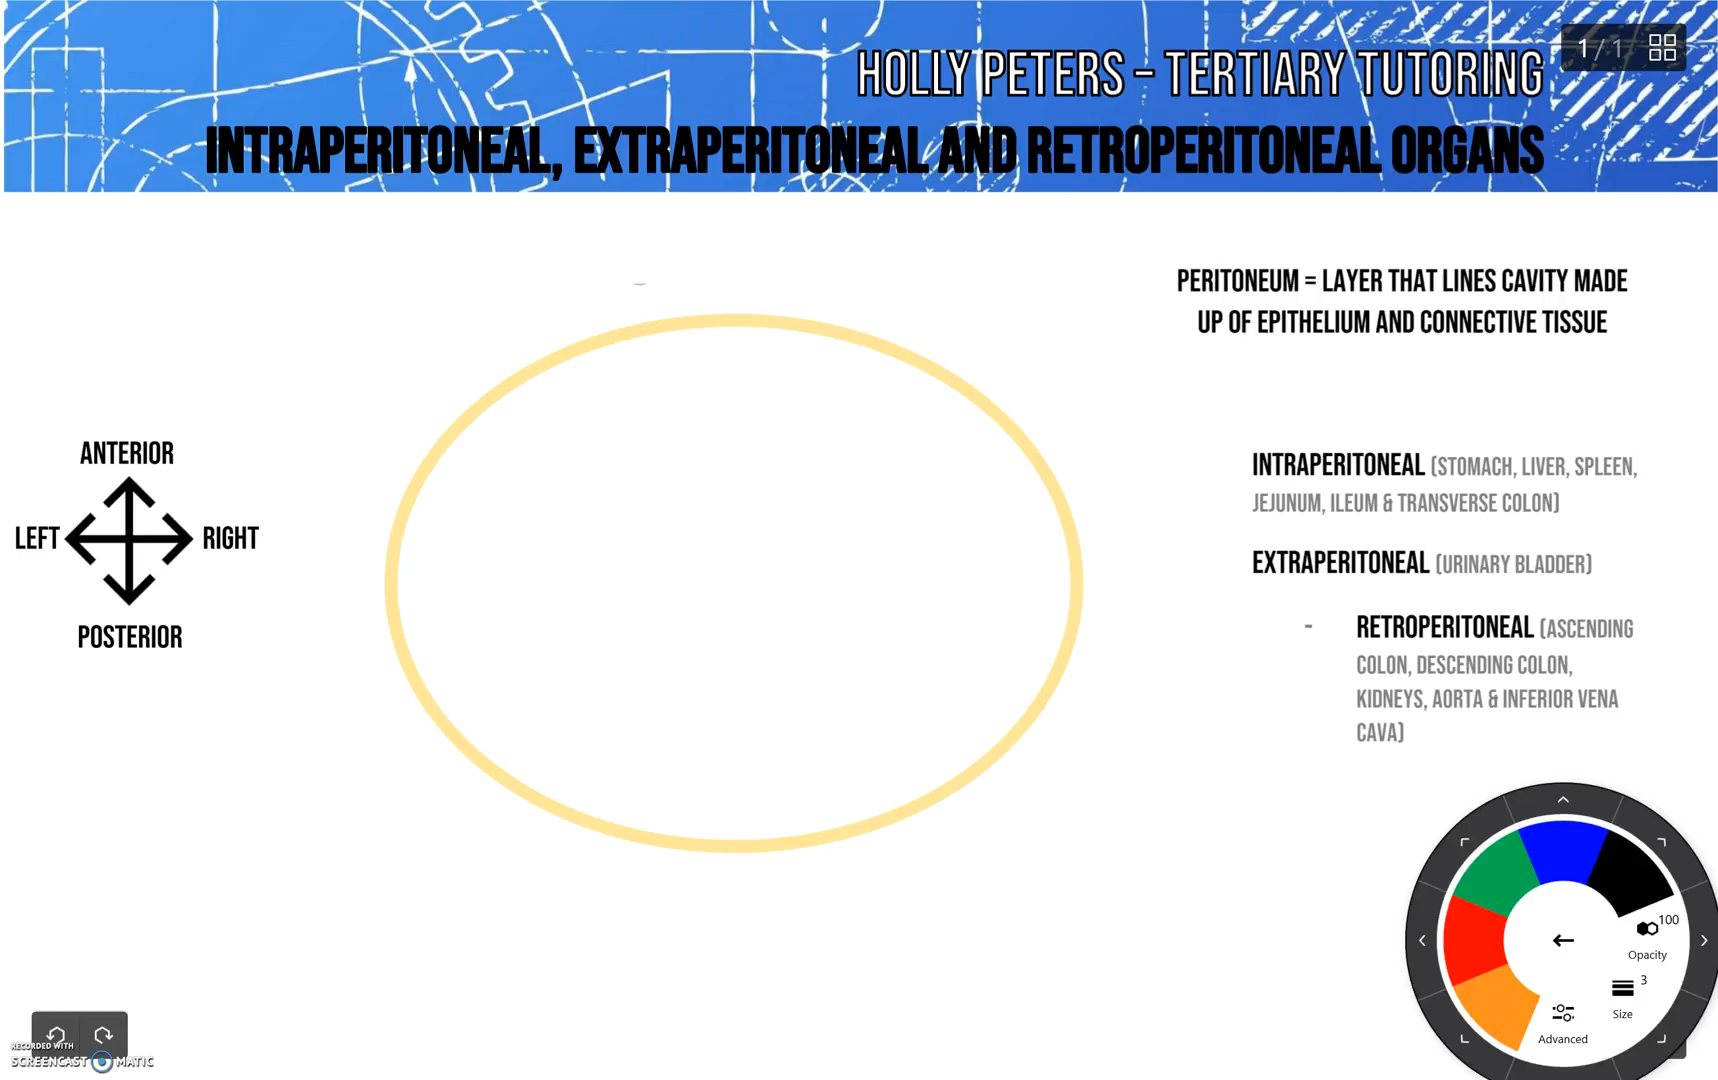 HOLLY PETERS – TERTIARY TUTORING
1 / 1
INTRAPERITONEAL, EXTRAPERITONEAL AND RETROPERITONEAL ORGANS
PERITONEUM = LAYER THAT LINES CAVITY MADE
UP OF EPITHELIUM AND CONNECTIVE TISSUE
ANTERIOR
LEFT
RIGHT
POSTERIOR
INTRAPERITONEAL (STOMACH, LIVER, SPLEEN,
JEJUNUM, ILEUM & TRANSVERSE COLON)
EXTRAPERITONEAL (URINARY BLADDER)
- RETROPERITONEAL (ASCENDING
COLON, DESCENDING COLON,
KIDNEYS, AORTA & INFERIOR VENA
CAVA)
100
Opacity
3
Size
Advanced
RECORDED WITH
SCREENCAST MATIC